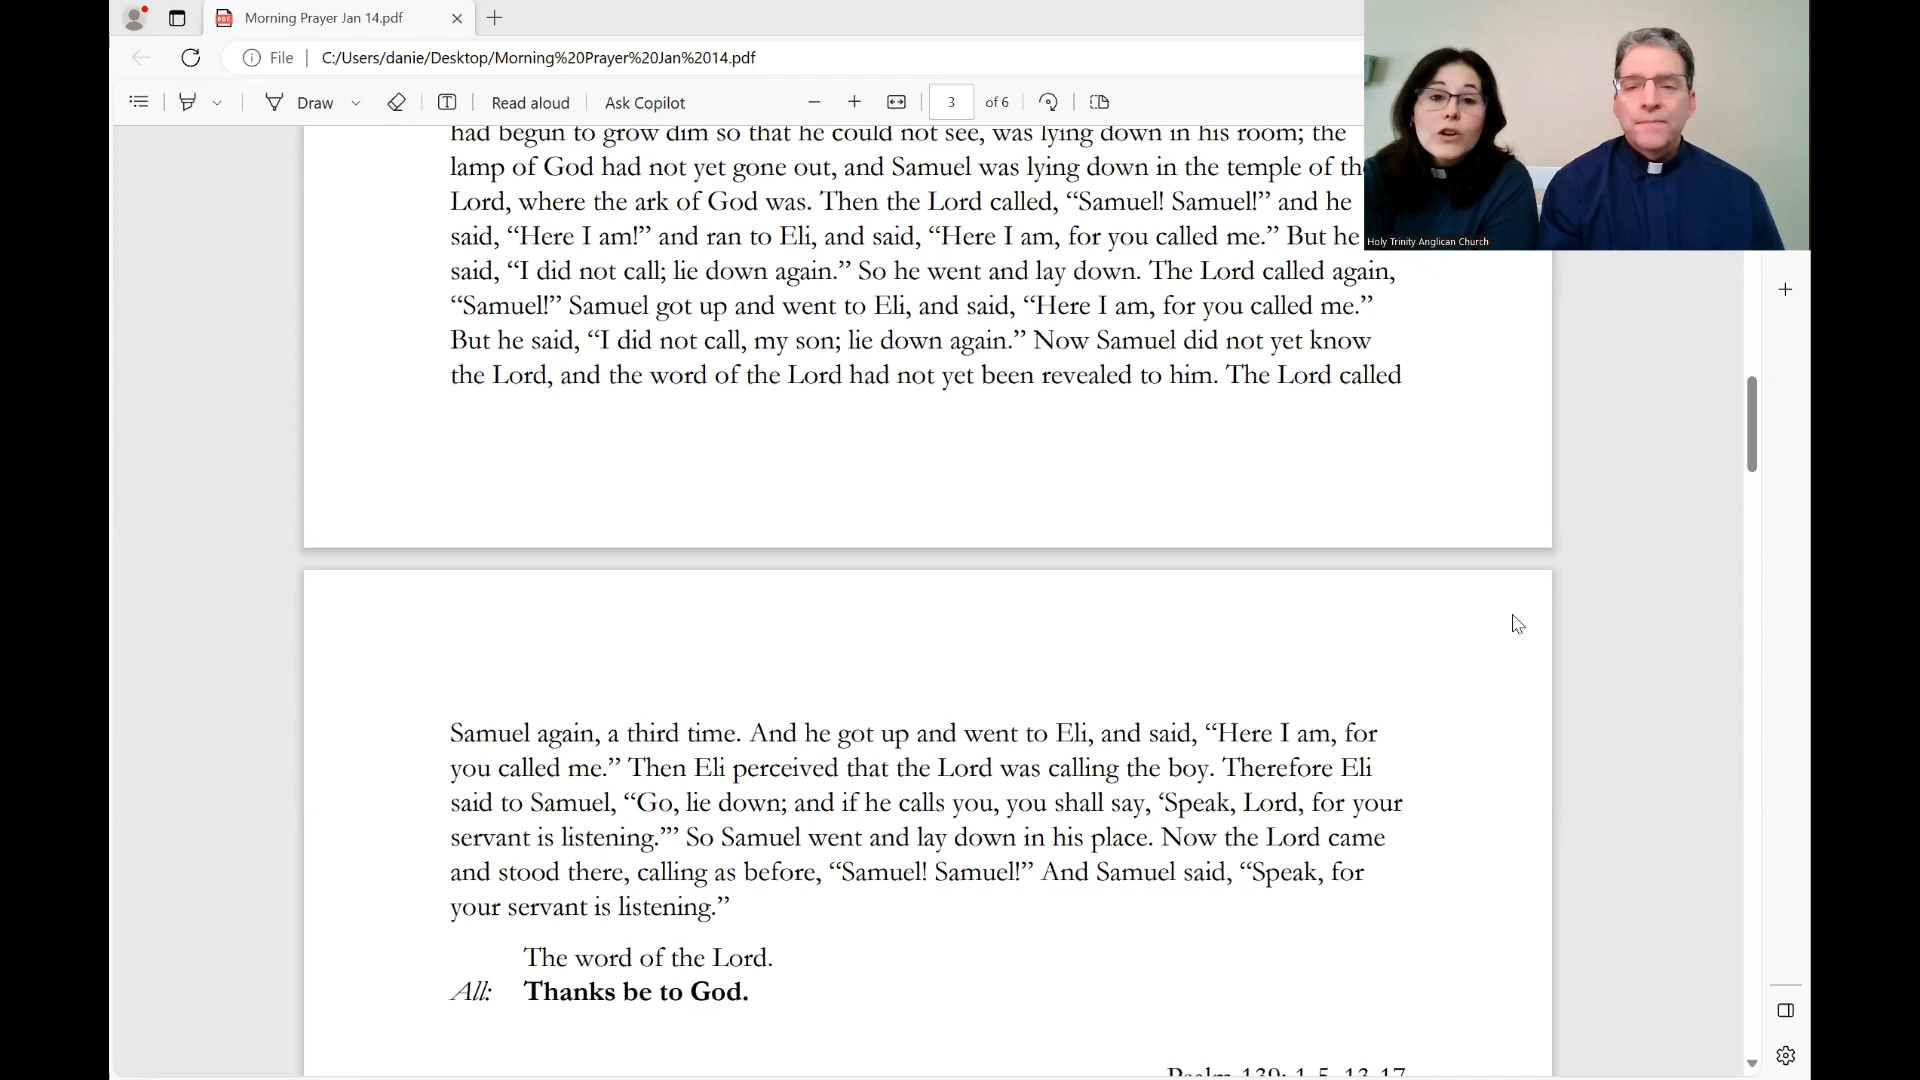 Morning Prayer Jan 14.pdf
File
C:/Users/danie/Desktop/Morning%20Prayer%20Jan%2014.pdf
Draw
Read aloud
Ask Copilot
3 of 6
had begun to grow dim so that he could not see, was lying down in his room; the
lamp of God had not yet gone out, and Samuel was lying down in the temple of the
Lord, where the ark of God was. Then the Lord called, “Samuel! Samuel!” and he
said, “Here I am!” and ran to Eli, and said, “Here I am, for you called me.” But he
said, “I did not call; lie down again.” So he went and lay down. The Lord called again,
“Samuel!” Samuel got up and went to Eli, and said, “Here I am, for you called me.”
But he said, “I did not call, my son; lie down again.” Now Samuel did not yet know
the Lord, and the word of the Lord had not yet been revealed to him. The Lord called
Holy Trinity Anglican Church
Samuel again, a third time. And he got up and went to Eli, and said, “Here I am, for
you called me.” Then Eli perceived that the Lord was calling the boy. Therefore Eli
said to Samuel, “Go, lie down; and if he calls you, you shall say, ‘Speak, Lord, for your
servant is listening.’” So Samuel went and lay down in his place. Now the Lord came
and stood there, calling as before, “Samuel! Samuel!” And Samuel said, “Speak, for
your servant is listening.”
The word of the Lord.
All: Thanks be to God.
Psalm 139: 1-5, 13-17